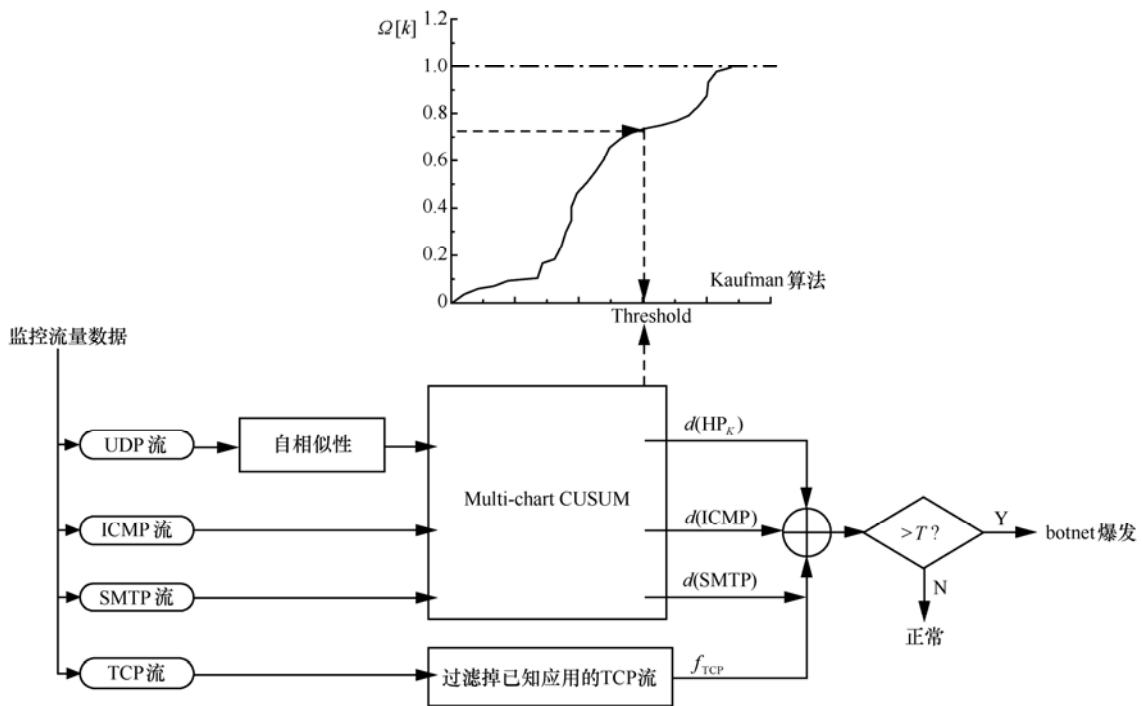 Ω[k]
1.2
1.0
0.8
0.6
0.4
0.2
0
Kaufman 算法
Threshold
监控流量数据
UDP 流
自相似性
ICMP 流
SMTP 流
TCP 流
Multi-chart CUSUM
过滤掉已知应用的TCP流
d(HP_K)
d(ICMP)
d(SMTP)
f_TCP
>T?
Y
botnet 爆发
N
正常